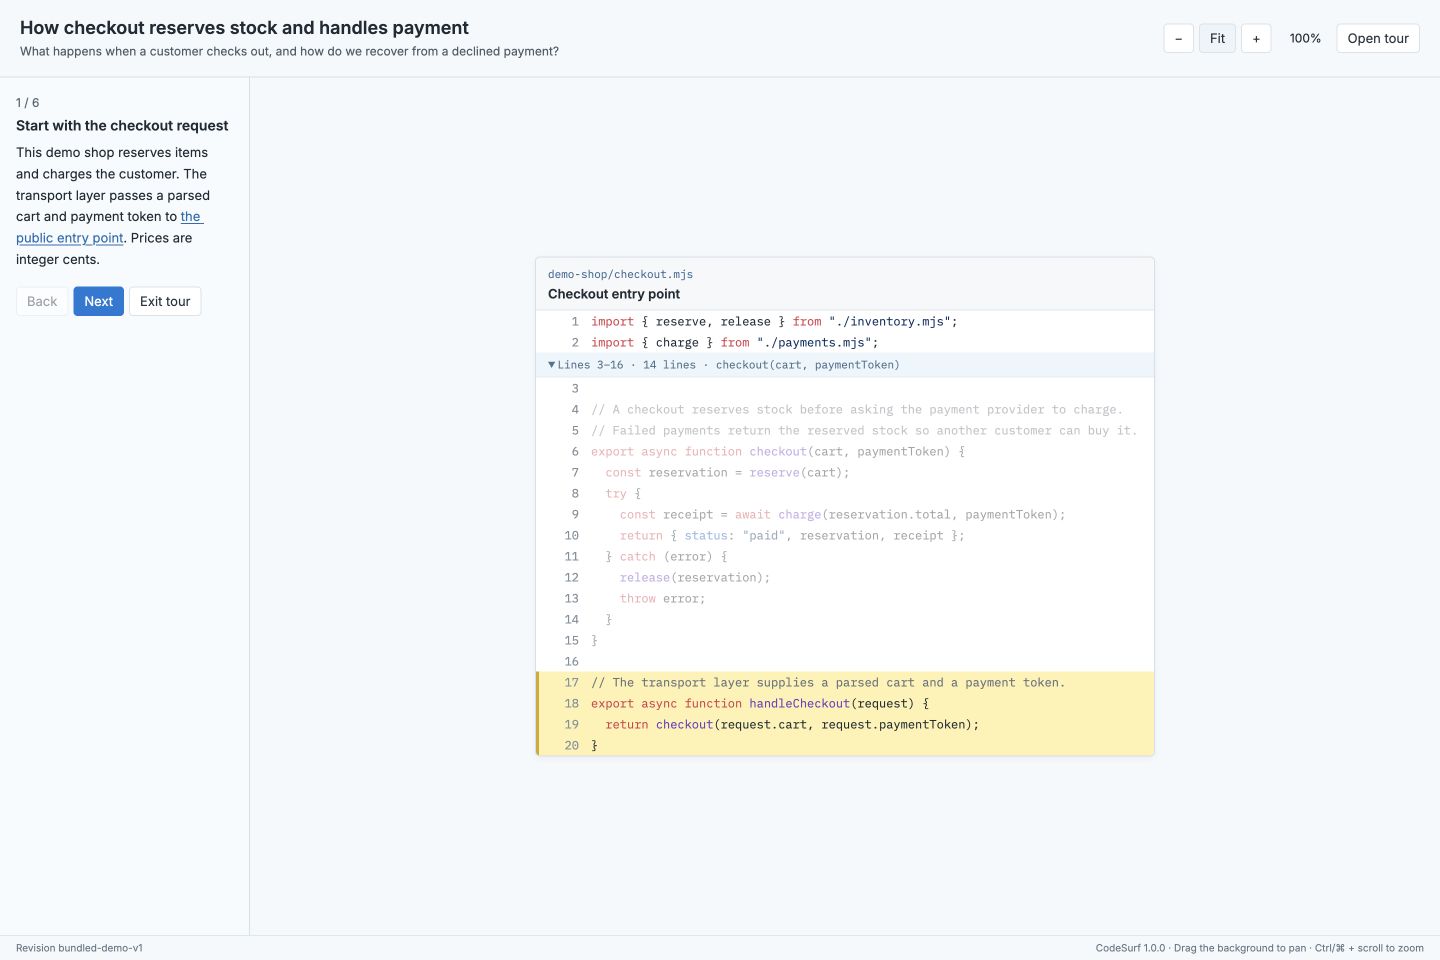 How checkout reserves stock and handles payment
What happens when a customer checks out, and how do we recover from a declined payment?
− Fit + 100% Open tour
1 / 6
Start with the checkout request
This demo shop reserves items
and charges the customer. The
transport layer passes a parsed
cart and payment token to the
public entry point. Prices are
integer cents.
Back Next Exit tour
demo-shop/checkout.mjs
Checkout entry point
1 import { reserve, release } from "./inventory.mjs";
2 import { charge } from "./payments.mjs";
▼ Lines 3–16 · 14 lines · checkout(cart, paymentToken)
3
4 // A checkout reserves stock before asking the payment provider to charge.
5 // Failed payments return the reserved stock so another customer can buy it.
6 export async function checkout(cart, paymentToken) {
7   const reservation = reserve(cart);
8   try {
9     const receipt = await charge(reservation.total, paymentToken);
10     return { status: "paid", reservation, receipt };
11   } catch (error) {
12     release(reservation);
13     throw error;
14   }
15 }
16
17 // The transport layer supplies a parsed cart and a payment token.
18 export async function handleCheckout(request) {
19   return checkout(request.cart, request.paymentToken);
20 }
Revision bundled-demo-v1
CodeSurf 1.0.0 · Drag the background to pan · Ctrl/⌘ + scroll to zoom